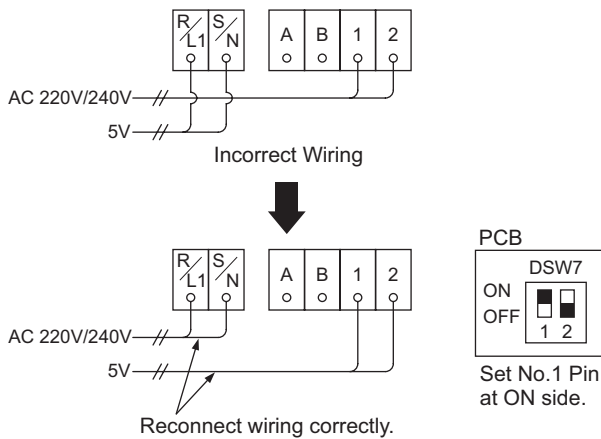 R/L1 S/N A B 1 2
AC 220V/240V
5V
Incorrect Wiring
R/L1 S/N A B 1 2
AC 220V/240V
5V
Reconnect wiring correctly.
PCB
DSW7
ON
OFF
1 2
Set No.1 Pin
at ON side.